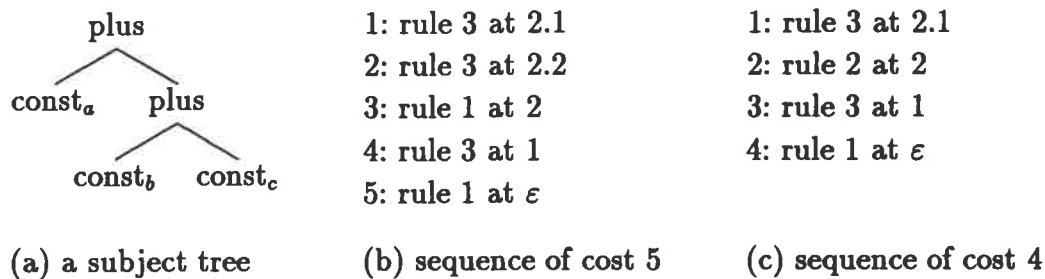 plus
const_a plus
const_b const_c
(a) a subject tree
1: rule 3 at 2.1
2: rule 3 at 2.2
3: rule 1 at 2
4: rule 3 at 1
5: rule 1 at ε
(b) sequence of cost 5
1: rule 3 at 2.1
2: rule 2 at 2
3: rule 3 at 1
4: rule 1 at ε
(c) sequence of cost 4